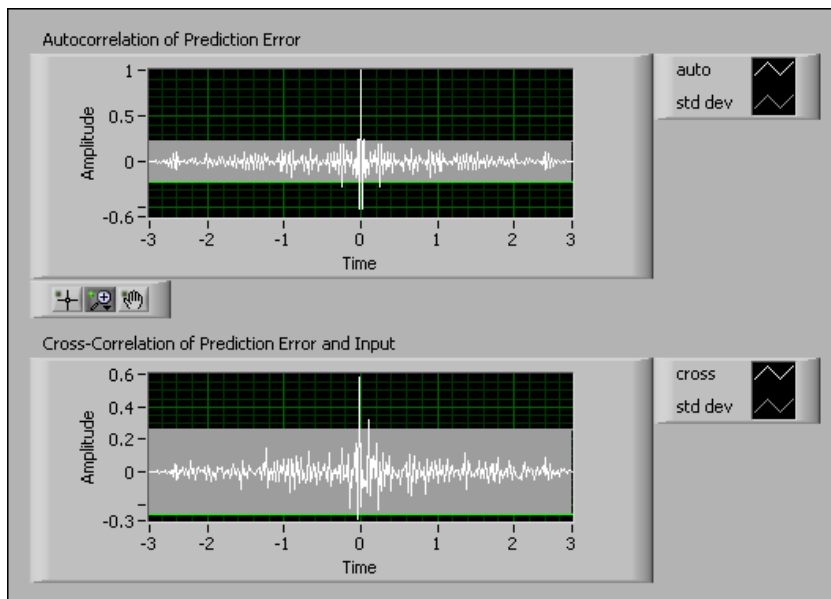 Autocorrelation of Prediction Error
1
0.5
0
-0.6
Amplitude
-3 -2 -1 0 1 2 3
Time
auto
std dev
Cross-Correlation of Prediction Error and Input
0.6
0.4
0.2
0
-0.3
Amplitude
-3 -2 -1 0 1 2 3
Time
cross
std dev